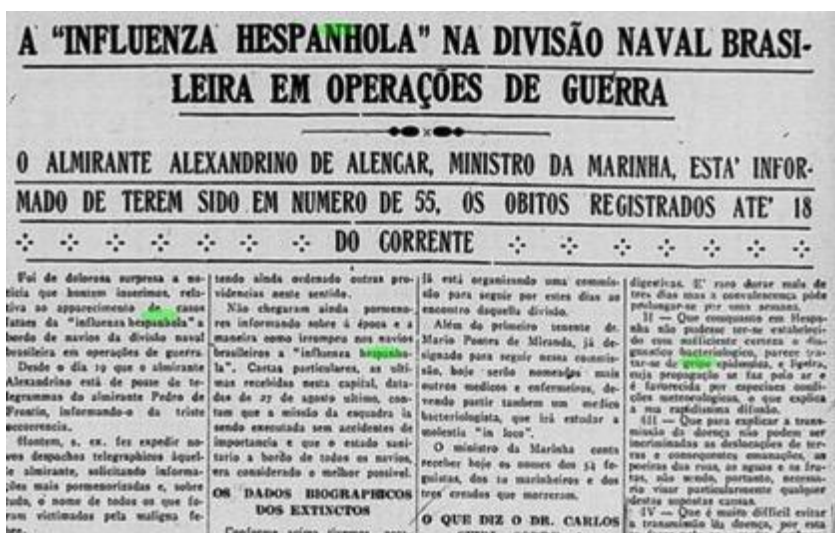 A "INFLUENZA HESPANHOLA" NA DIVISÃO NAVAL BRASI-
LEIRA EM OPERAÇÕES DE GUERRA
O ALMIRANTE ALEXANDRINO DE ALENCAR, MINISTRO DA MARINHA, ESTA' INFOR-
MADO DE TEREM SIDO EM NUMERO DE 55, OS OBITOS REGISTRADOS ATE' 18
DO CORRENTE
Foi de dolorosa surpresa a no-
ticia que hontem inserimos, rela-
tiva ao apparecimento de casos
fataes da "influenza hespanhola" a
bordo de navios da divisão naval
brasileira em operações de guerra.
Desde o dia 19 que o almirante
Alexandrino está de posse de te-
legrammas do almirante Pedro de
Frontin, informando-o da triste
occorrencia.
Hontem, s. ex. fez expedir no-
vos despachos telegraphicos áquel-
le almirante, solicitando informa-
ções mais pormenorizadas e, sobre
tudo, o nome de todos os que fo-
ram victimados pela maligna fe-
bre.
tendo ainda ordenado outras pro-
videncias neste sentido.
Não chegaram ainda pormeno-
res informando sobre á época e a
maneira como irrompeu nos navios
brasileiros a "influenza hespanho-
la". Cartas particulares, as ulti-
mas recebidas nesta capital, data-
das de 27 de agosto ultimo, con-
tam que a missão da esquadra ia
sendo executada sem accidentes de
importancia e que o estado sani-
tario a bordo de todos os navios,
era considerado o melhor possivel.
OS DADOS BIOGRAPHICOS
DOS EXTINCTOS
Conforme acima
já está organisando uma commis-
são para seguir por estes dias ao
encontro daquella divisão.
Além do primeiro tenente dr.
Mario Pontes de Miranda, já de-
signado para seguir nessa commis-
são, hoje serão nomeados mais
outros medicos e enfermeiros, de-
vendo partir tambem um medico
bacteriologista, que irá estudar a
molestia "in loco".
O ministro da Marinha conta
receber hoje os nomes dos 52 fo-
guistas, dos 10 marinheiros e dos
tres creados que morreram.
O QUE DIZ O DR. CARLOS
digestivas. E' raro durar mais de
tres dias mas a convalescença póde
prolongar-se por uma semana.
II — Que comquanto em Hespa-
nha não pudesse ter-se estabeleci-
do com sufficiente certeza o dia-
gnostico bacteriologico, parece tra-
tar-se de grippe epidemica, e ligeira,
cuja propagação se faz pelo ar e
é favorecida por especiaes condi-
ções meteorologicas, o que explica
a sua rapidissima difusão.
III — Que para explicar a trans-
missão da doença não podem ser
incriminadas as deslocações de ter-
ras e consequentes emanações, as
poeiras das ruas, as aguas e as fru-
tas, não sendo, portanto, necessa-
rio visar particularmente qualquer
destas supostas causas.
IV — Que é muito difficil evitar
a transmissão da doença, por esta